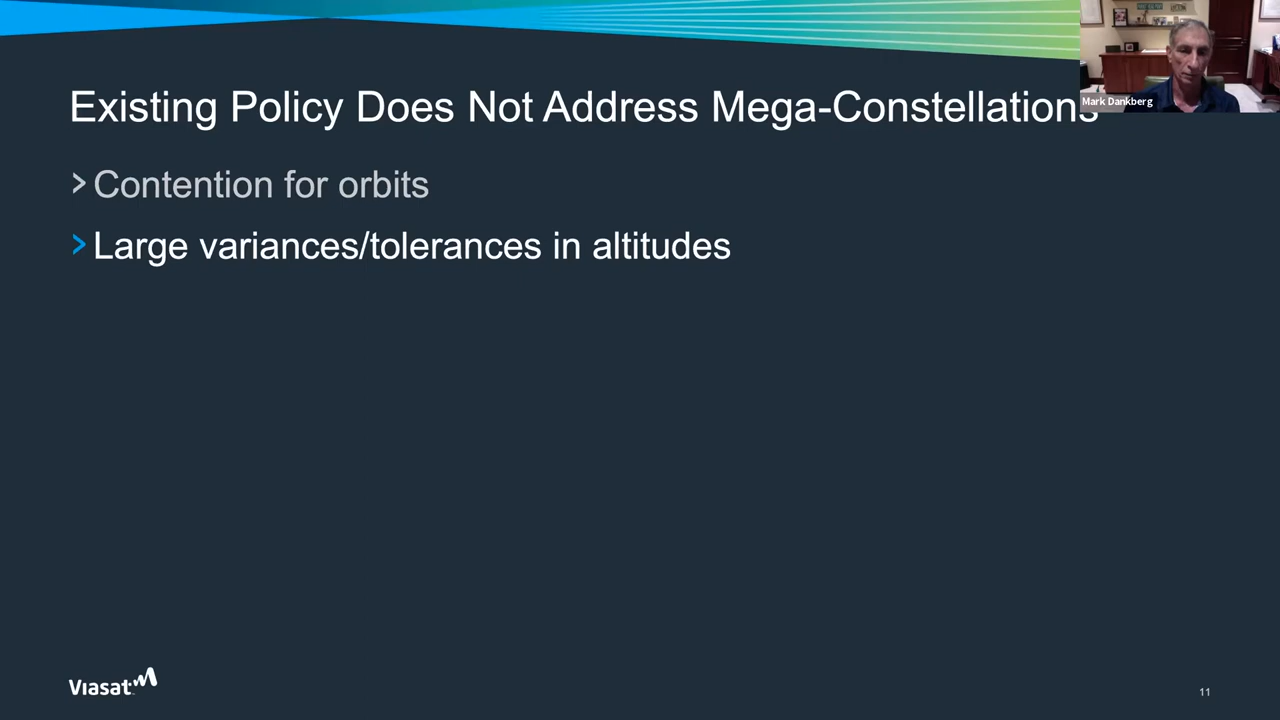 Existing Policy Does Not Address Mega-Constellations
Mark Dankberg
Contention for orbits
Large variances/tolerances in altitudes
Viasat
11